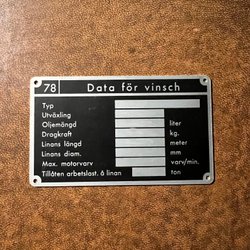 78 Data för vinsch
Typ
Utväxling
Oljemängd liter
Dragkraft kg.
Linans längd meter
Linans diam. mm
Max. motorvarv varv/min.
Tillåten arbetslast. å linan ton